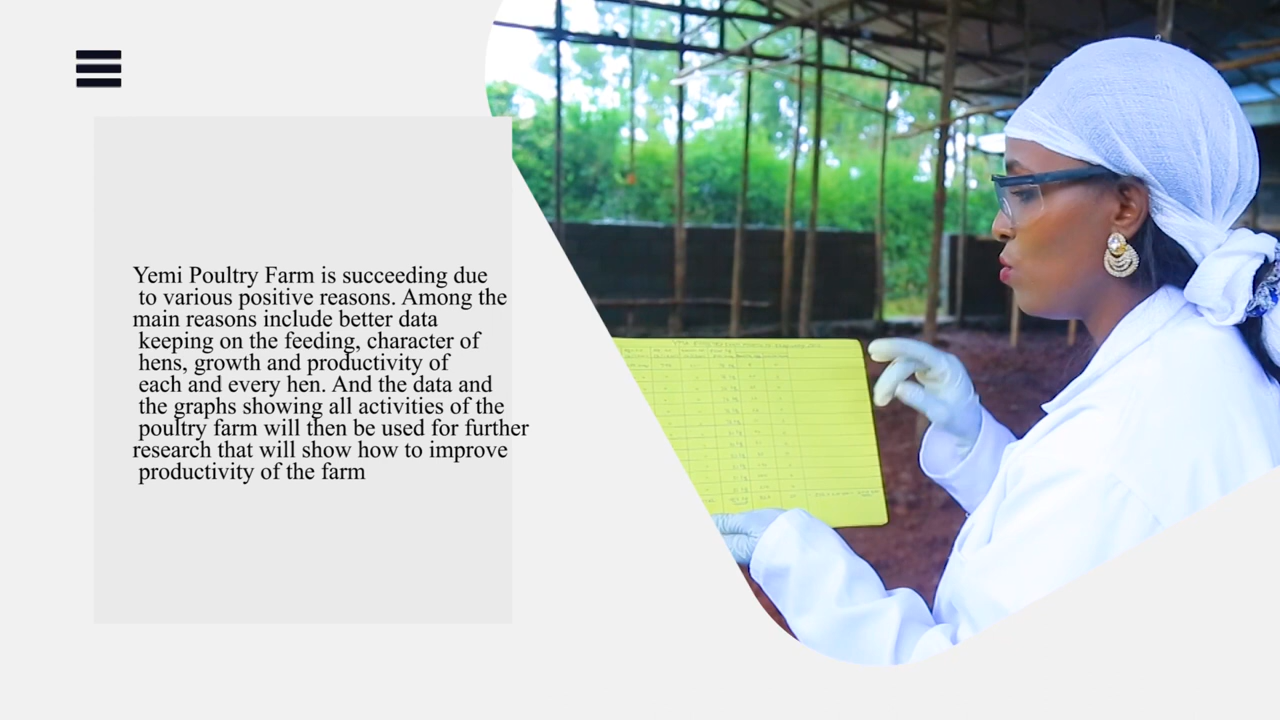 Yemi Poultry Farm is succeeding due
to various positive reasons. Among the
main reasons include better data
keeping on the feeding, character of
hens, growth and productivity of
each and every hen. And the data and
the graphs showing all activities of the
poultry farm will then be used for further
research that will show how to improve
productivity of the farm